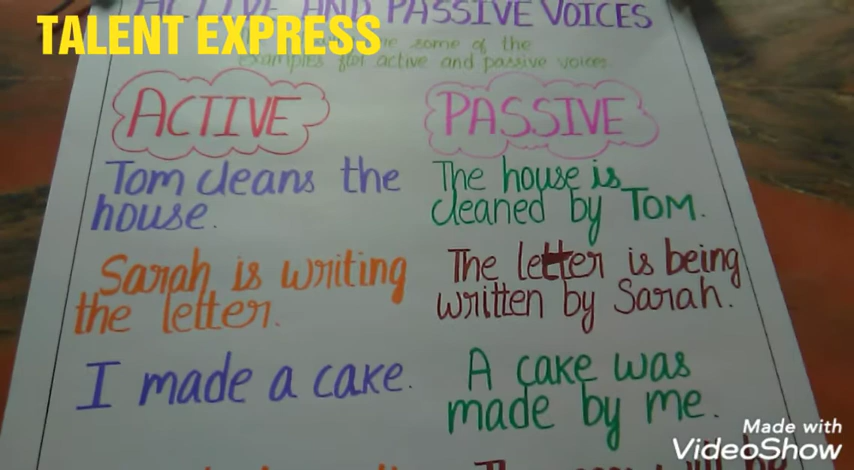 ACTIVE AND PASSIVE VOICES
TALENT EXPRESS
some of the
examples for active and passive voices.
ACTIVE
PASSIVE
Tom cleans the
house.
The house is
cleaned by TOM.
Sarah is writing
the letter.
The letter is being
written by Sarah.
I made a cake.
A cake was
made by me.
Made with
VideoShow